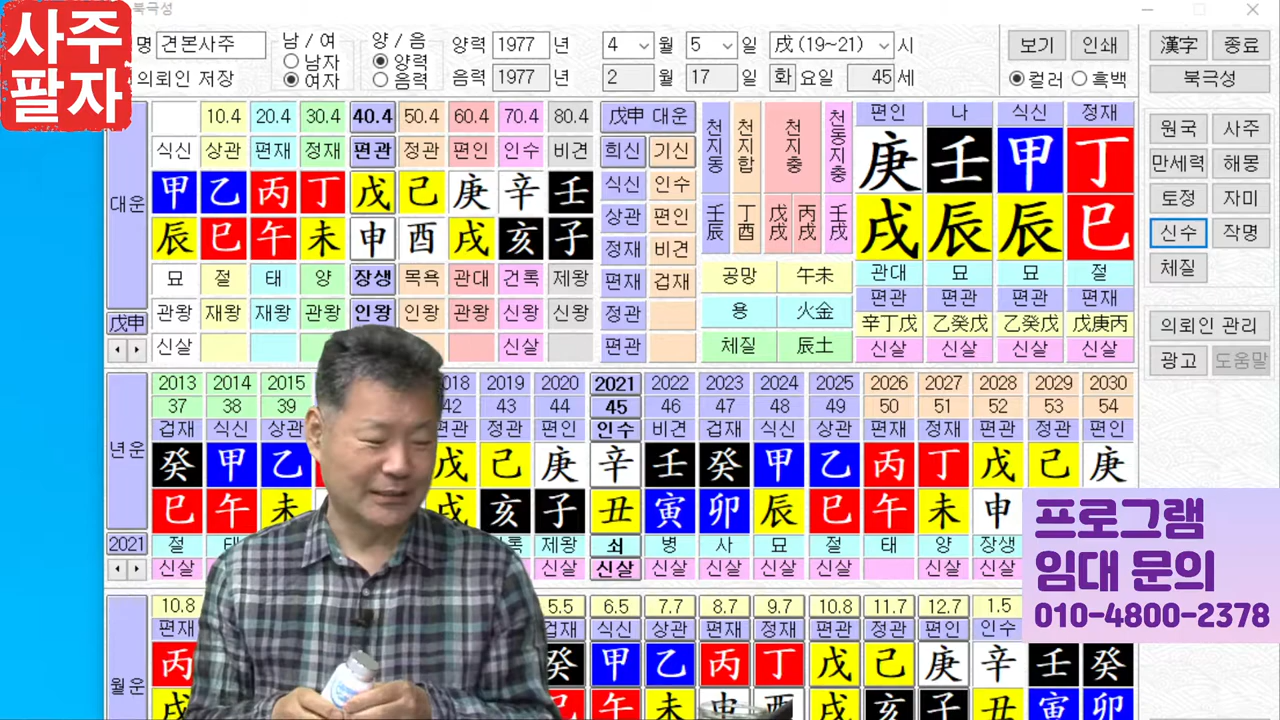 북극성
사주
팔자
명 견본사주 남 / 여 양 / 음 양력 1977 년 4 월 5 일 戌 (19~21) 시 보기 인쇄 漢字 종료
의뢰인 저장 남자 여자 양력 음력 음력 1977 년 2 월 17 일 화 요일 45 세 컬러 흑백 북극성
10.4 20.4 30.4 40.4 50.4 60.4 70.4 80.4 戊申 대운
식신 상관 편재 정재 편관 정관 편인 인수 비견 희신 기신
대운 甲 乙 丙 丁 戊 己 庚 辛 壬 식신 인수
辰 巳 午 未 申 酉 戌 亥 子 상관 편인
정재 비견
묘 절 태 양 장생 목욕 관대 건록 제왕 편재 겁재
戊申 관왕 재왕 태왕 관왕 인왕 인왕 관왕 신왕 신왕 정관
신살 신살 편관
천지동 천지합 천지충 천동지충
壬辰 丁酉 戊戌 丙戌 壬戌
공망 午未
용 火金
체질 辰土
편인 나 식신 정재
庚 壬 甲 丁
戌 辰 辰 巳
관대 묘 묘 절
편관 편관 편관 편재
辛丁戊 乙癸戊 乙癸戊 戊庚丙
신살 신살 신살 신살
원국 사주
만세력 해몽
토정 자미
신수 작명
체질
의뢰인 관리
광고 도움말
2013 2014 2015 018 2019 2020 2021 2022 2023 2024 2025 2026 2027 2028 2029 2030
37 38 39 42 43 44 45 46 47 48 49 50 51 52 53 54
겁재 식신 상관 편관 정관 편인 인수 비견 겁재 식신 상관 편재 정재 편관 정관 편인
년운 癸 甲 乙 戊 己 庚 辛 壬 癸 甲 乙 丙 丁 戊 己 庚
巳 午 未 戌 亥 子 丑 寅 卯 辰 巳 午 未 申
2021 절 태 제왕 쇠 병 사 묘 절 태 양 장생
신살 신살 신살 신살 신살 신살 신살 신살 신살 신살 신살
프로그램
임대 문의
010-4800-2378
10.8 5.5 6.5 7.7 8.7 9.7 10.8 11.7 12.7 1.5
편재 겁재 식신 상관 편재 정재 편관 정관 편인 인수
월운 丙 癸 甲 乙 丙 丁 戊 己 庚 辛 壬 癸
戌 巳 午 未 申 酉 戌 亥 子 丑 寅 卯